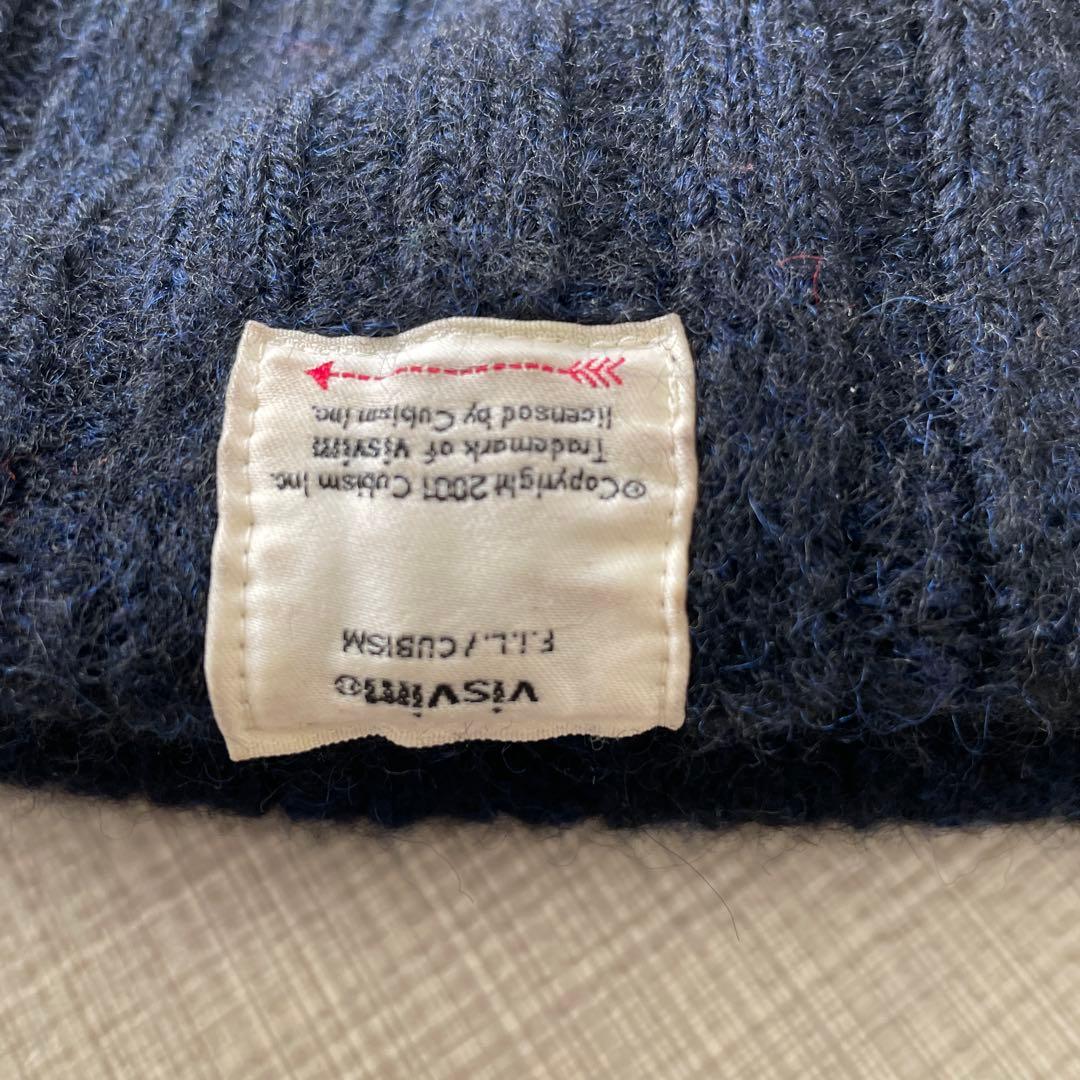 visvim®
F.i.L. / CUBISM
©Copyright 2001 Cubism Inc.
Trademark of visvim
licensed by Cubism Inc.